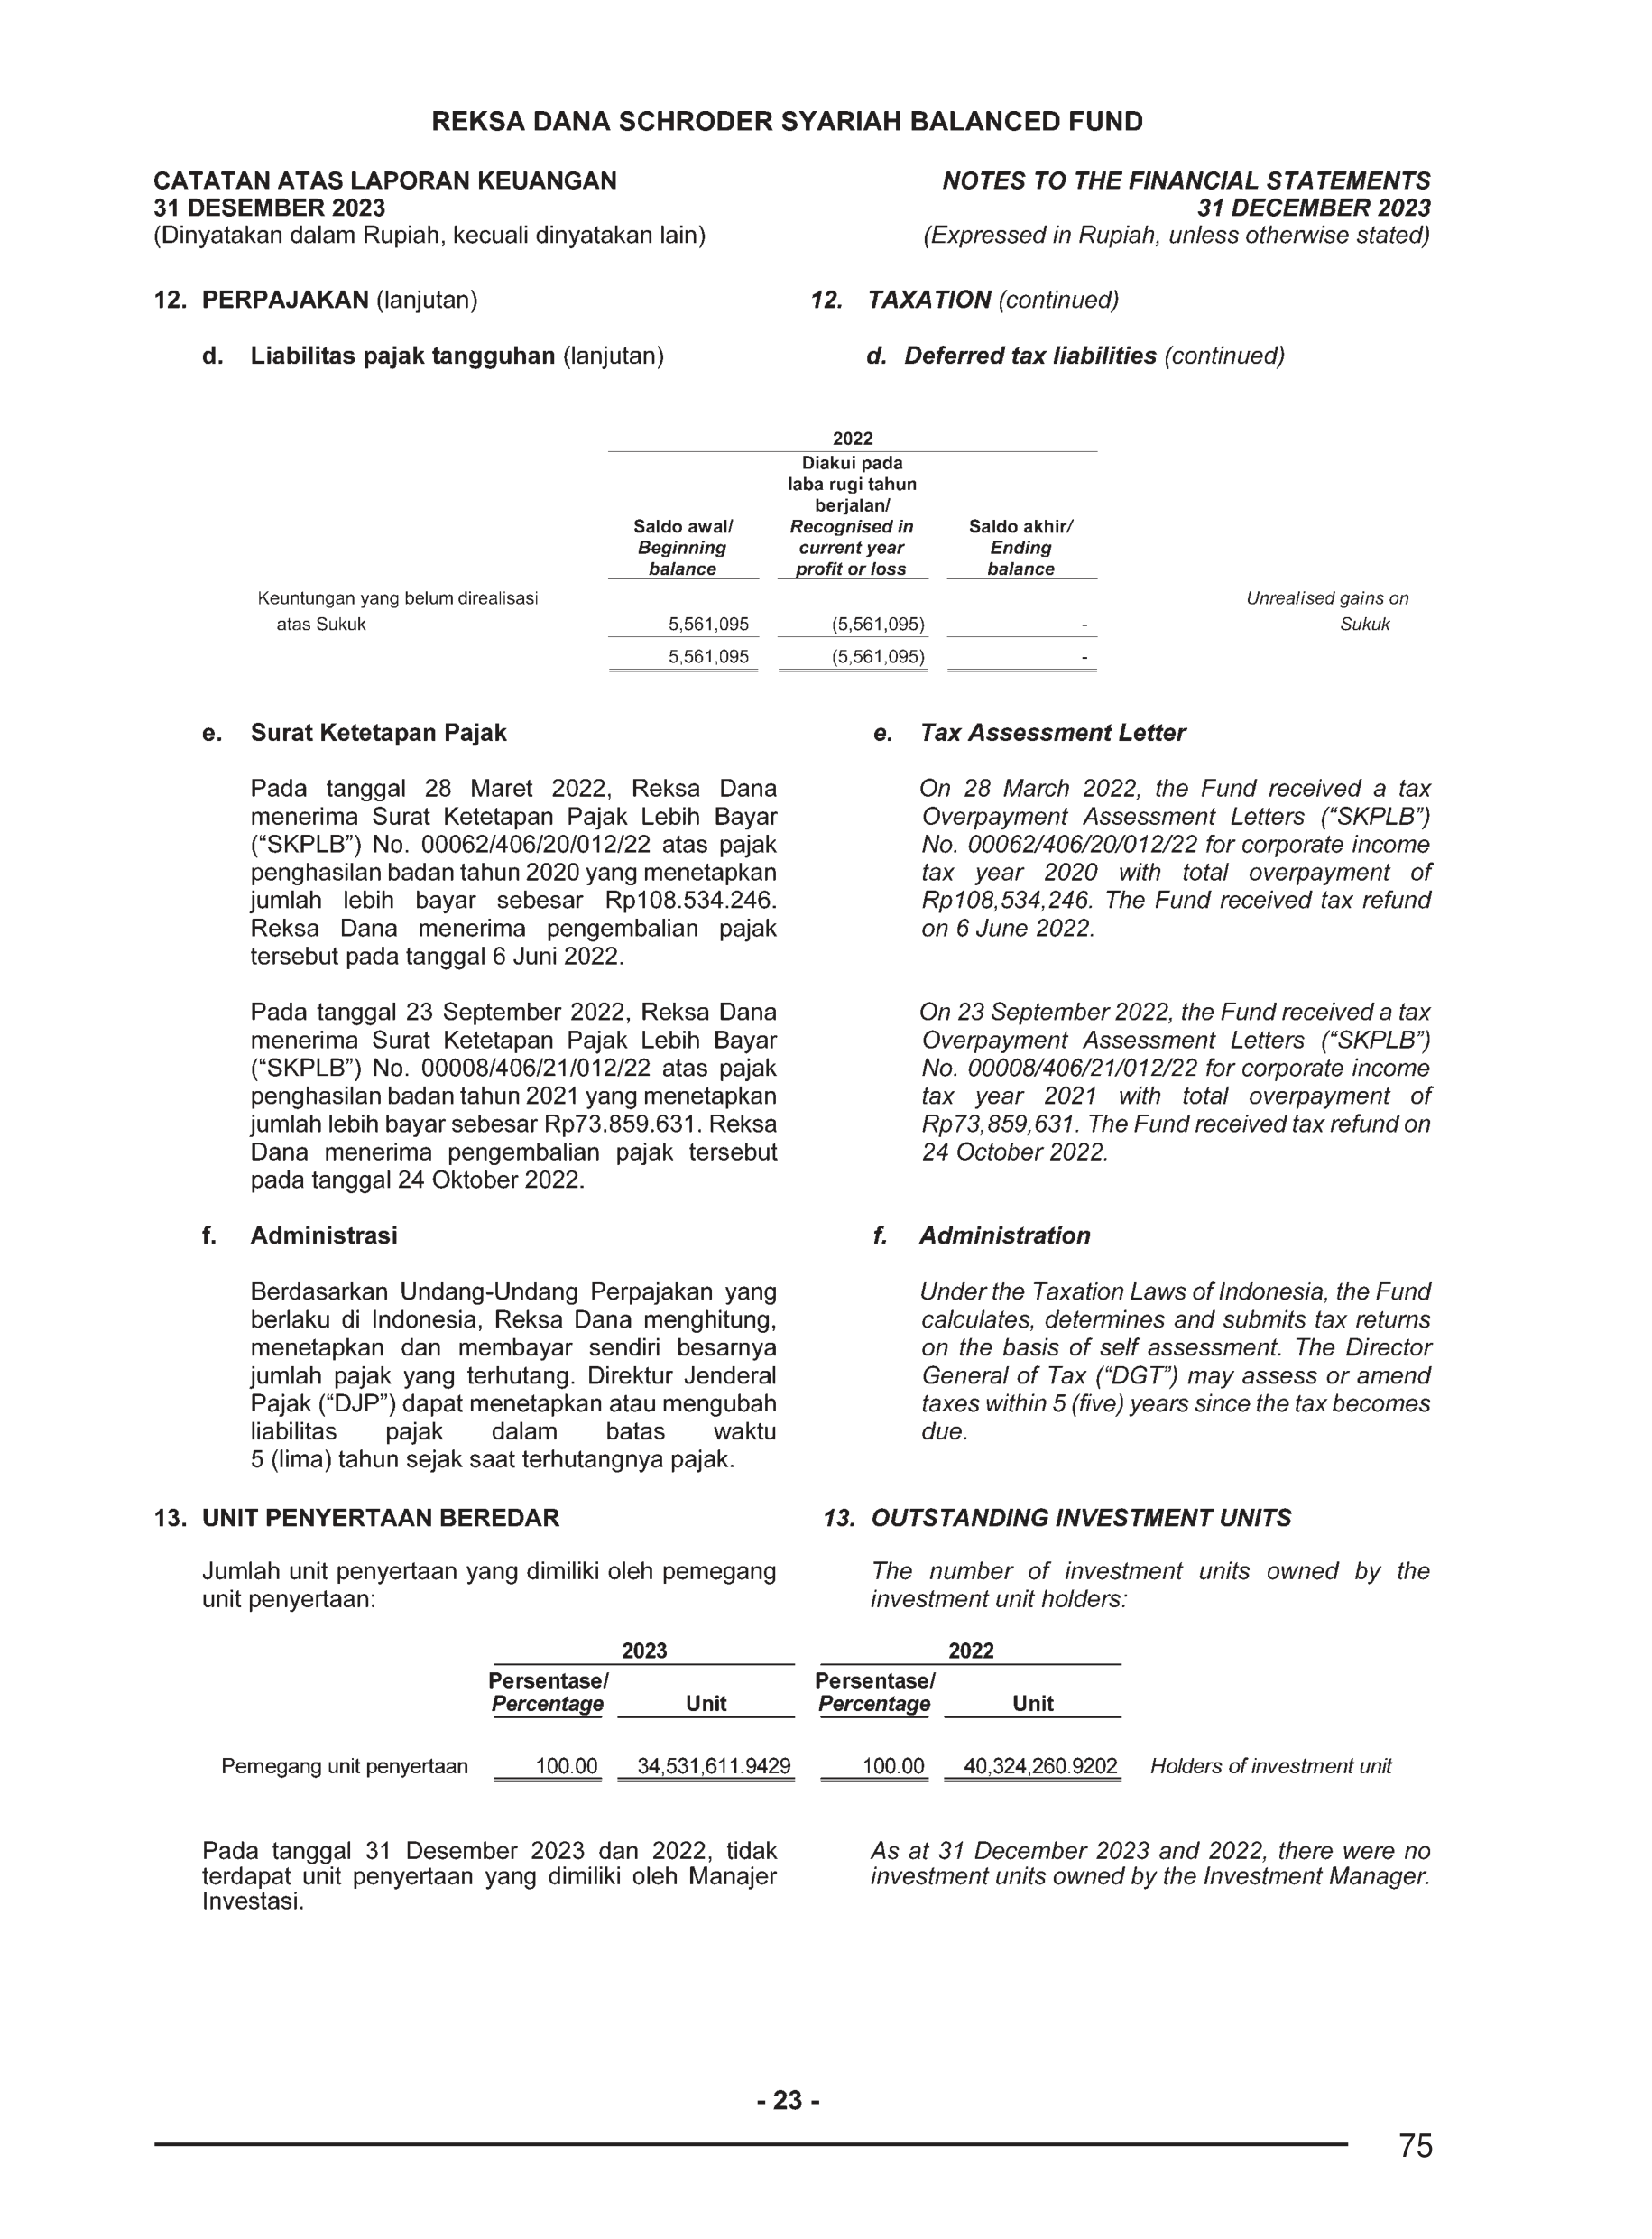 REKSA DANA SCHRODER SYARIAH BALANCED FUND
CATATAN ATAS LAPORAN KEUANGAN
31 DESEMBER 2023
(Dinyatakan dalam Rupiah, kecuali dinyatakan lain)
NOTES TO THE FINANCIAL STATEMENTS
31 DECEMBER 2023
(Expressed in Rupiah, unless otherwise stated)
12. PERPAJAKAN (lanjutan)
12. TAXATION (continued)
d. Liabilitas pajak tangguhan (lanjutan)
d. Deferred tax liabilities (continued)
2022
Diakui pada
laba rugi tahun
berjalan/
Saldo awal/ Recognised in Saldo akhir/
Beginning current year Ending
balance profit or loss balance
Keuntungan yang belum direalisasi Unrealised gains on
atas Sukuk 5,561,095 (5,561,095) - Sukuk
5,561,095 (5,561,095) -
e. Surat Ketetapan Pajak
Pada tanggal 28 Maret 2022, Reksa Dana
menerima Surat Ketetapan Pajak Lebih Bayar
(“SKPLB”) No. 00062/406/20/012/22 atas pajak
penghasilan badan tahun 2020 yang menetapkan
jumlah lebih bayar sebesar Rp108.534.246.
Reksa Dana menerima pengembalian pajak
tersebut pada tanggal 6 Juni 2022.
Pada tanggal 23 September 2022, Reksa Dana
menerima Surat Ketetapan Pajak Lebih Bayar
(“SKPLB”) No. 00008/406/21/012/22 atas pajak
penghasilan badan tahun 2021 yang menetapkan
jumlah lebih bayar sebesar Rp73.859.631. Reksa
Dana menerima pengembalian pajak tersebut
pada tanggal 24 Oktober 2022.
e. Tax Assessment Letter
On 28 March 2022, the Fund received a tax
Overpayment Assessment Letters (“SKPLB”)
No. 00062/406/20/012/22 for corporate income
tax year 2020 with total overpayment of
Rp108,534,246. The Fund received tax refund
on 6 June 2022.
On 23 September 2022, the Fund received a tax
Overpayment Assessment Letters (“SKPLB”)
No. 00008/406/21/012/22 for corporate income
tax year 2021 with total overpayment of
Rp73,859,631. The Fund received tax refund on
24 October 2022.
f. Administrasi
Berdasarkan Undang-Undang Perpajakan yang
berlaku di Indonesia, Reksa Dana menghitung,
menetapkan dan membayar sendiri besarnya
jumlah pajak yang terhutang. Direktur Jenderal
Pajak (“DJP”) dapat menetapkan atau mengubah
liabilitas pajak dalam batas waktu
5 (lima) tahun sejak saat terhutangnya pajak.
f. Administration
Under the Taxation Laws of Indonesia, the Fund
calculates, determines and submits tax returns
on the basis of self assessment. The Director
General of Tax (“DGT”) may assess or amend
taxes within 5 (five) years since the tax becomes
due.
13. UNIT PENYERTAAN BEREDAR
Jumlah unit penyertaan yang dimiliki oleh pemegang
unit penyertaan:
13. OUTSTANDING INVESTMENT UNITS
The number of investment units owned by the
investment unit holders:
2023 2022
Persentase/ Persentase/
Percentage Unit Percentage Unit
Pemegang unit penyertaan 100.00 34,531,611.9429 100.00 40,324,260.9202 Holders of investment unit
Pada tanggal 31 Desember 2023 dan 2022, tidak
terdapat unit penyertaan yang dimiliki oleh Manajer
Investasi.
As at 31 December 2023 and 2022, there were no
investment units owned by the Investment Manager.
- 23 -
75